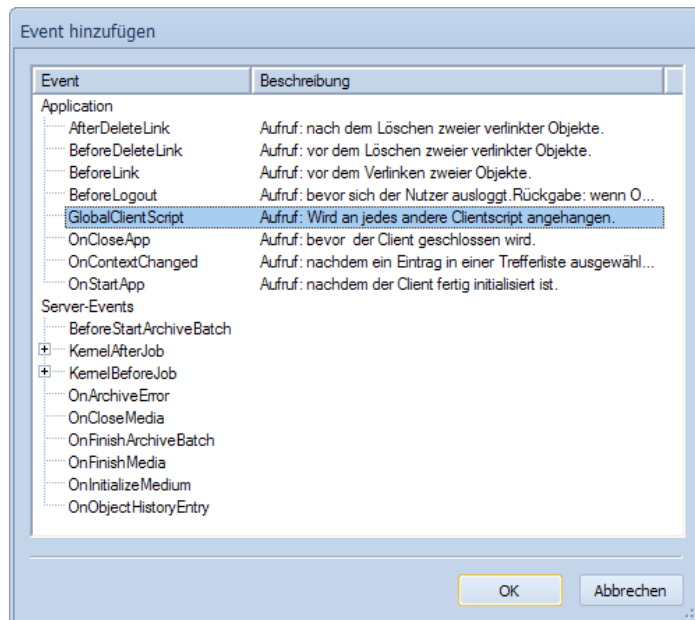 Event hinzufügen
Event Beschreibung
Application
AfterDeleteLink Aufruf: nach dem Löschen zweier verlinkter Objekte.
BeforeDeleteLink Aufruf: vor dem Löschen zweier verlinkter Objekte.
BeforeLink Aufruf: vor dem Verlinken zweier Objekte.
BeforeLogout Aufruf: bevor sich der Nutzer ausloggt.Rückgabe: wenn O...
GlobalClientScript Aufruf: Wird an jedes andere Clientscript angehangen.
OnCloseApp Aufruf: bevor der Client geschlossen wird.
OnContextChanged Aufruf: nachdem ein Eintrag in einer Trefferliste ausgewähl...
OnStartApp Aufruf: nachdem der Client fertig initialisiert ist.
Server-Events
BeforeStartArchiveBatch
KernelAfterJob
KernelBeforeJob
OnArchiveError
OnCloseMedia
OnFinishArchiveBatch
OnFinishMedia
OnInitializeMedium
OnObjectHistoryEntry
OK Abbrechen